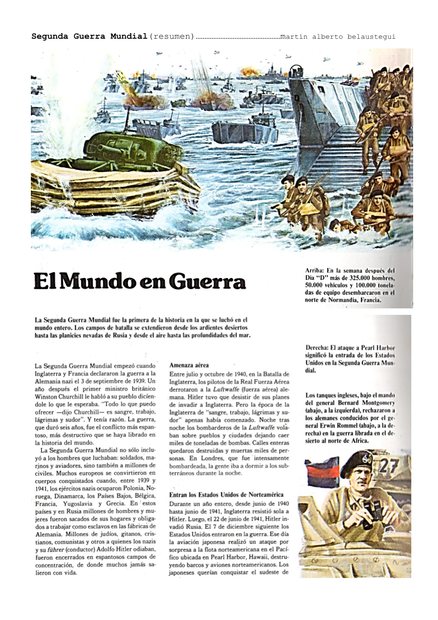 Segunda Guerra Mundial(resumen)……………………………martin alberto belaustegui
El Mundo en Guerra
Arriba: En la semana después del
Día "D" más de 325.000 hombres,
50.000 vehículos y 100.000 tonela-
das de equipo desembarcaron en el
norte de Normandía, Francia.
La Segunda Guerra Mundial fue la primera de la historia en la que se luchó en el
mundo entero. Los campos de batalla se extendieron desde los ardientes desiertos
hasta las planicies nevadas de Rusia y desde el aire hasta las profundidades del mar.
Derecha: El ataque a Pearl Harbor
significó la entrada de los Estados
Unidos en la Segunda Guerra Mun-
dial.
Los tanques ingleses, bajo el mando
del general Bernard Montgomery
(abajo, a la izquierda), rechazaron a
los alemanes conducidos por el ge-
neral Erwin Rommel (abajo, a la de-
recha) en la guerra librada en el de-
sierto al norte de Africa.
La Segunda Guerra Mundial empezó cuando
Inglaterra y Francia declararon la guerra a la
Alemania nazi el 3 de septiembre de 1939. Un
año después el primer ministro británico
Winston Churchill le habló a su pueblo dicién-
dole lo que le esperaba. "Todo lo que puedo
ofrecer —dijo Churchill— es sangre, trabajo,
lágrimas y sudor". Y tenía razón. La guerra,
que duró seis años, fue el conflicto más espan-
toso, más destructivo que se haya librado en
la historia del mundo.
La Segunda Guerra Mundial no sólo inclu-
yó a los hombres que luchaban: soldados, ma-
rinos y aviadores, sino también a millones de
civiles. Muchos europeos se convirtieron en
cuerpos conquistados cuando, entre 1939 y
1941, los ejércitos nazis ocuparon Polonia, No-
ruega, Dinamarca, los Países Bajos, Bélgica,
Francia, Yugoslavia y Grecia. En estos
países y en Rusia millones de hombres y mu-
jeres fueron sacados de sus hogares y obliga-
dos a trabajar como esclavos en las fábricas de
Alemania. Millones de judíos, gitanos, cris-
tianos, comunistas y otros a quienes los nazis
y su führer (conductor) Adolfo Hitler odiaban,
fueron encerrados en espantosos campos de
concentración, de donde muchos jamás sa-
lieron con vida.
Amenaza aérea
Entre julio y octubre de 1940, en la Batalla de
Inglaterra, los pilotos de la Real Fuerza Aérea
derrotaron a la Luftwaffe (fuerza aérea) ale-
mana. Hitler tuvo que desistir de sus planes
de invadir a Inglaterra. Pero la época de la
Inglaterra de "sangre, trabajo, lágrimas y su-
dor" apenas había comenzado. Noche tras
noche los bombarderos de la Luftwaffe vola-
ban sobre pueblos y ciudades dejando caer
miles de toneladas de bombas. Calles enteras
quedaron destruidas y muertas miles de per-
sonas. En Londres, que fue intensamente
bombardeada, la gente iba a dormir a los sub-
terráneos durante la noche.
Entran los Estados Unidos de Norteamérica
Durante un año entero, desde junio de 1940
hasta junio de 1941, Inglaterra resistió sola a
Hitler. Luego, el 22 de junio de 1941, Hitler in-
vadió Rusia. El 7 de diciembre siguiente los
Estados Unidos entraron en la guerra. Ese día
la aviación japonesa realizó un ataque por
sorpresa a la flota norteamericana en el Pací-
fico ubicada en Pearl Harbor, Hawaii, destru-
yendo barcos y aviones norteamericanos. Los
japoneses querían conquistar el sudeste de